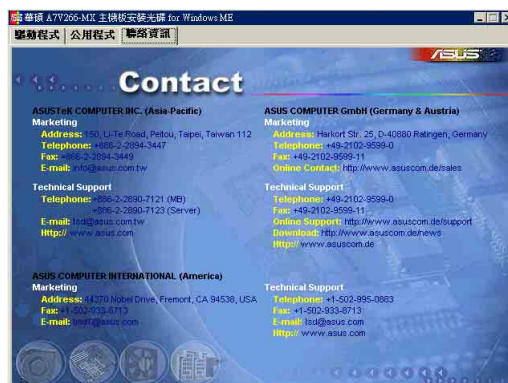 華碩 A7V266-MX 主機板安裝光碟 for Windows ME
驅動程式 公用程式 聯絡資訊
ASUS
Contact
ASUSTeK COMPUTER INC. (Asia-Pacific)
Marketing
Address: 150, Li-Te Road, Peitou, Taipei, Taiwan 112
Telephone: +886-2-2894-3447
Fax: +886-2-2894-3449
E-mail: info@asus.com.tw
Technical Support
Telephone: +886-2-2890-7121 (MB)
+886-2-2890-7123 (Server)
E-mail: tsd@asus.com.tw
Http:// www.asus.com
ASUS COMPUTER INTERNATIONAL (America)
Marketing
Address: 44370 Nobel Drive, Fremont, CA 94538, USA
Fax: +1-502-933-8713
E-mail: tmd1@asus.com
ASUS COMPUTER GmbH (Germany & Austria)
Marketing
Address: Harkort Str. 25, D-40880 Ratingen, Germany
Telephone: +49-2102-9599-0
Fax: +49-2102-9599-11
Online Contact: http://www.asuscom.de/sales
Technical Support
Telephone: +49-2102-9599-0
Fax: +49-2102-9599-11
Online Support: http://www.asuscom.de/support
Download: http://www.asuscom.de/news
Http:// www.asuscom.de
Technical Support
Telephone: +1-502-995-0883
Fax: +1-502-933-8713
E-mail: tsd@asus.com
Http:// www.asus.com